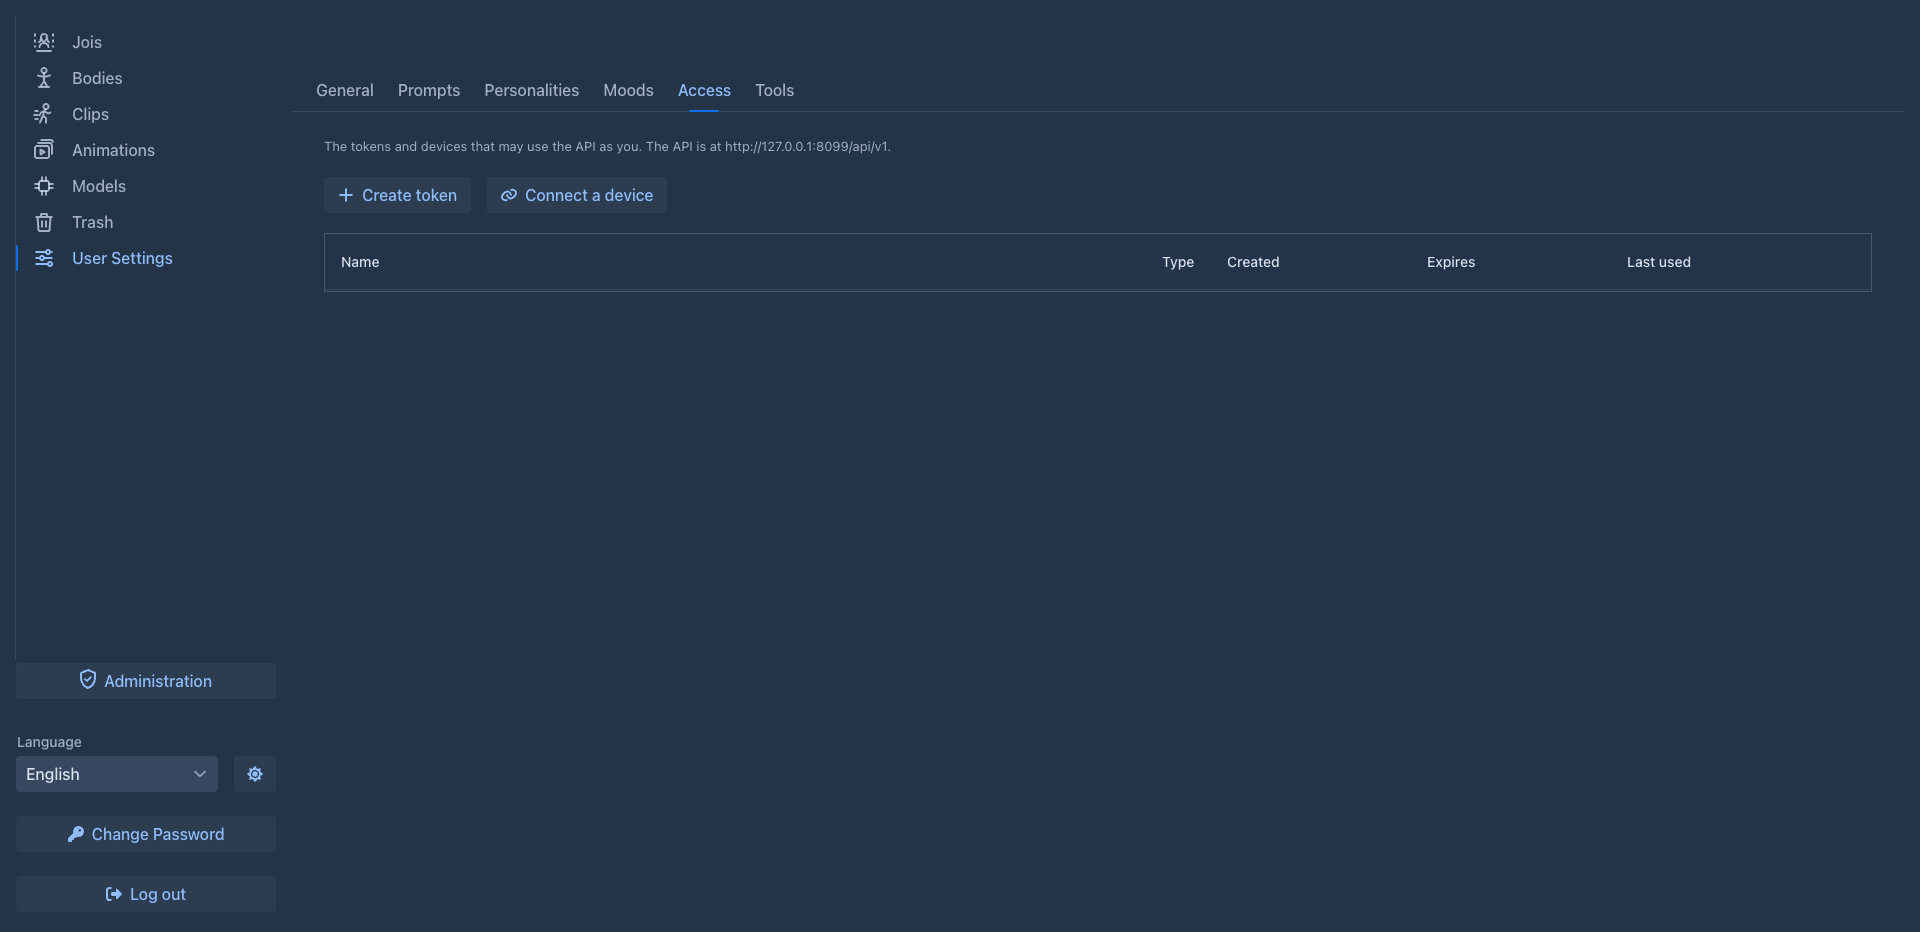 Jois
Bodies
Clips
Animations
Models
Trash
User Settings
General Prompts Personalities Moods Access Tools
The tokens and devices that may use the API as you. The API is at http://127.0.0.1:8099/api/v1.
Create token Connect a device
Name Type Created Expires Last used
Administration
Language
English
Change Password
Log out